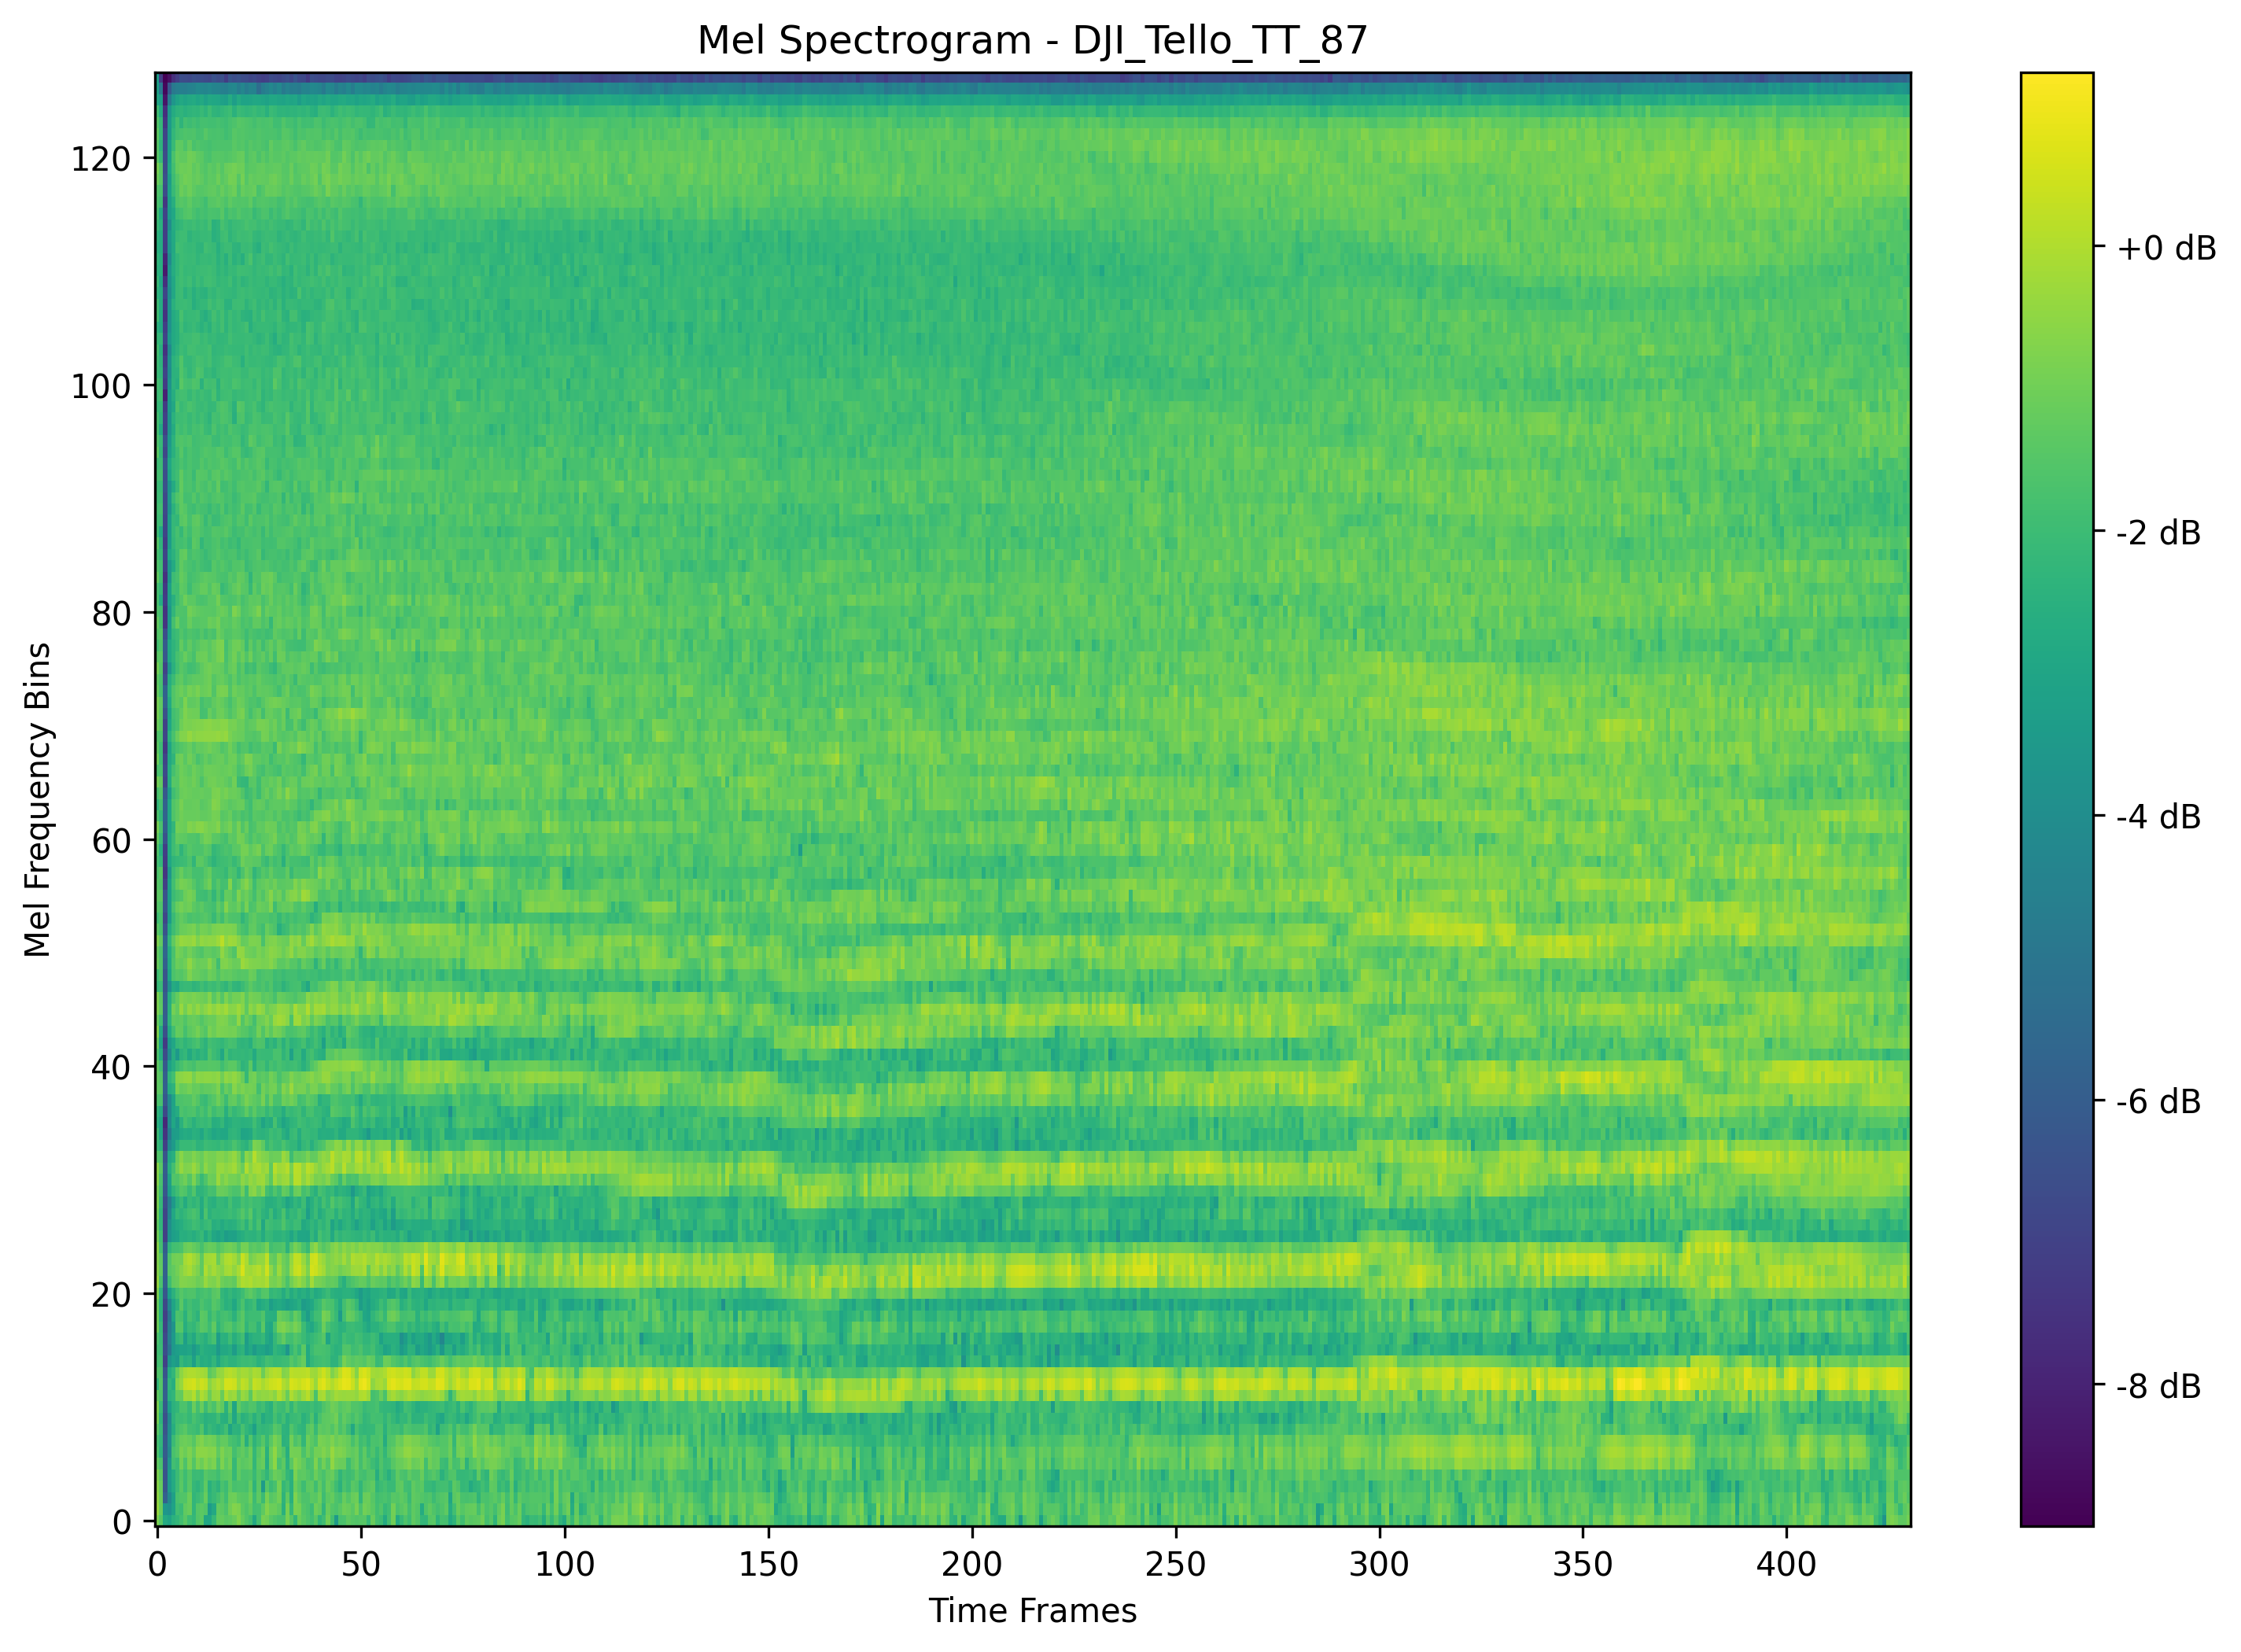 Mel Spectrogram - DJI_Tello_TT_87
Mel Frequency Bins
120
100
80
60
40
20
0
0 50 100 150 200 250 300 350 400
Time Frames
+0 dB
-2 dB
-4 dB
-6 dB
-8 dB